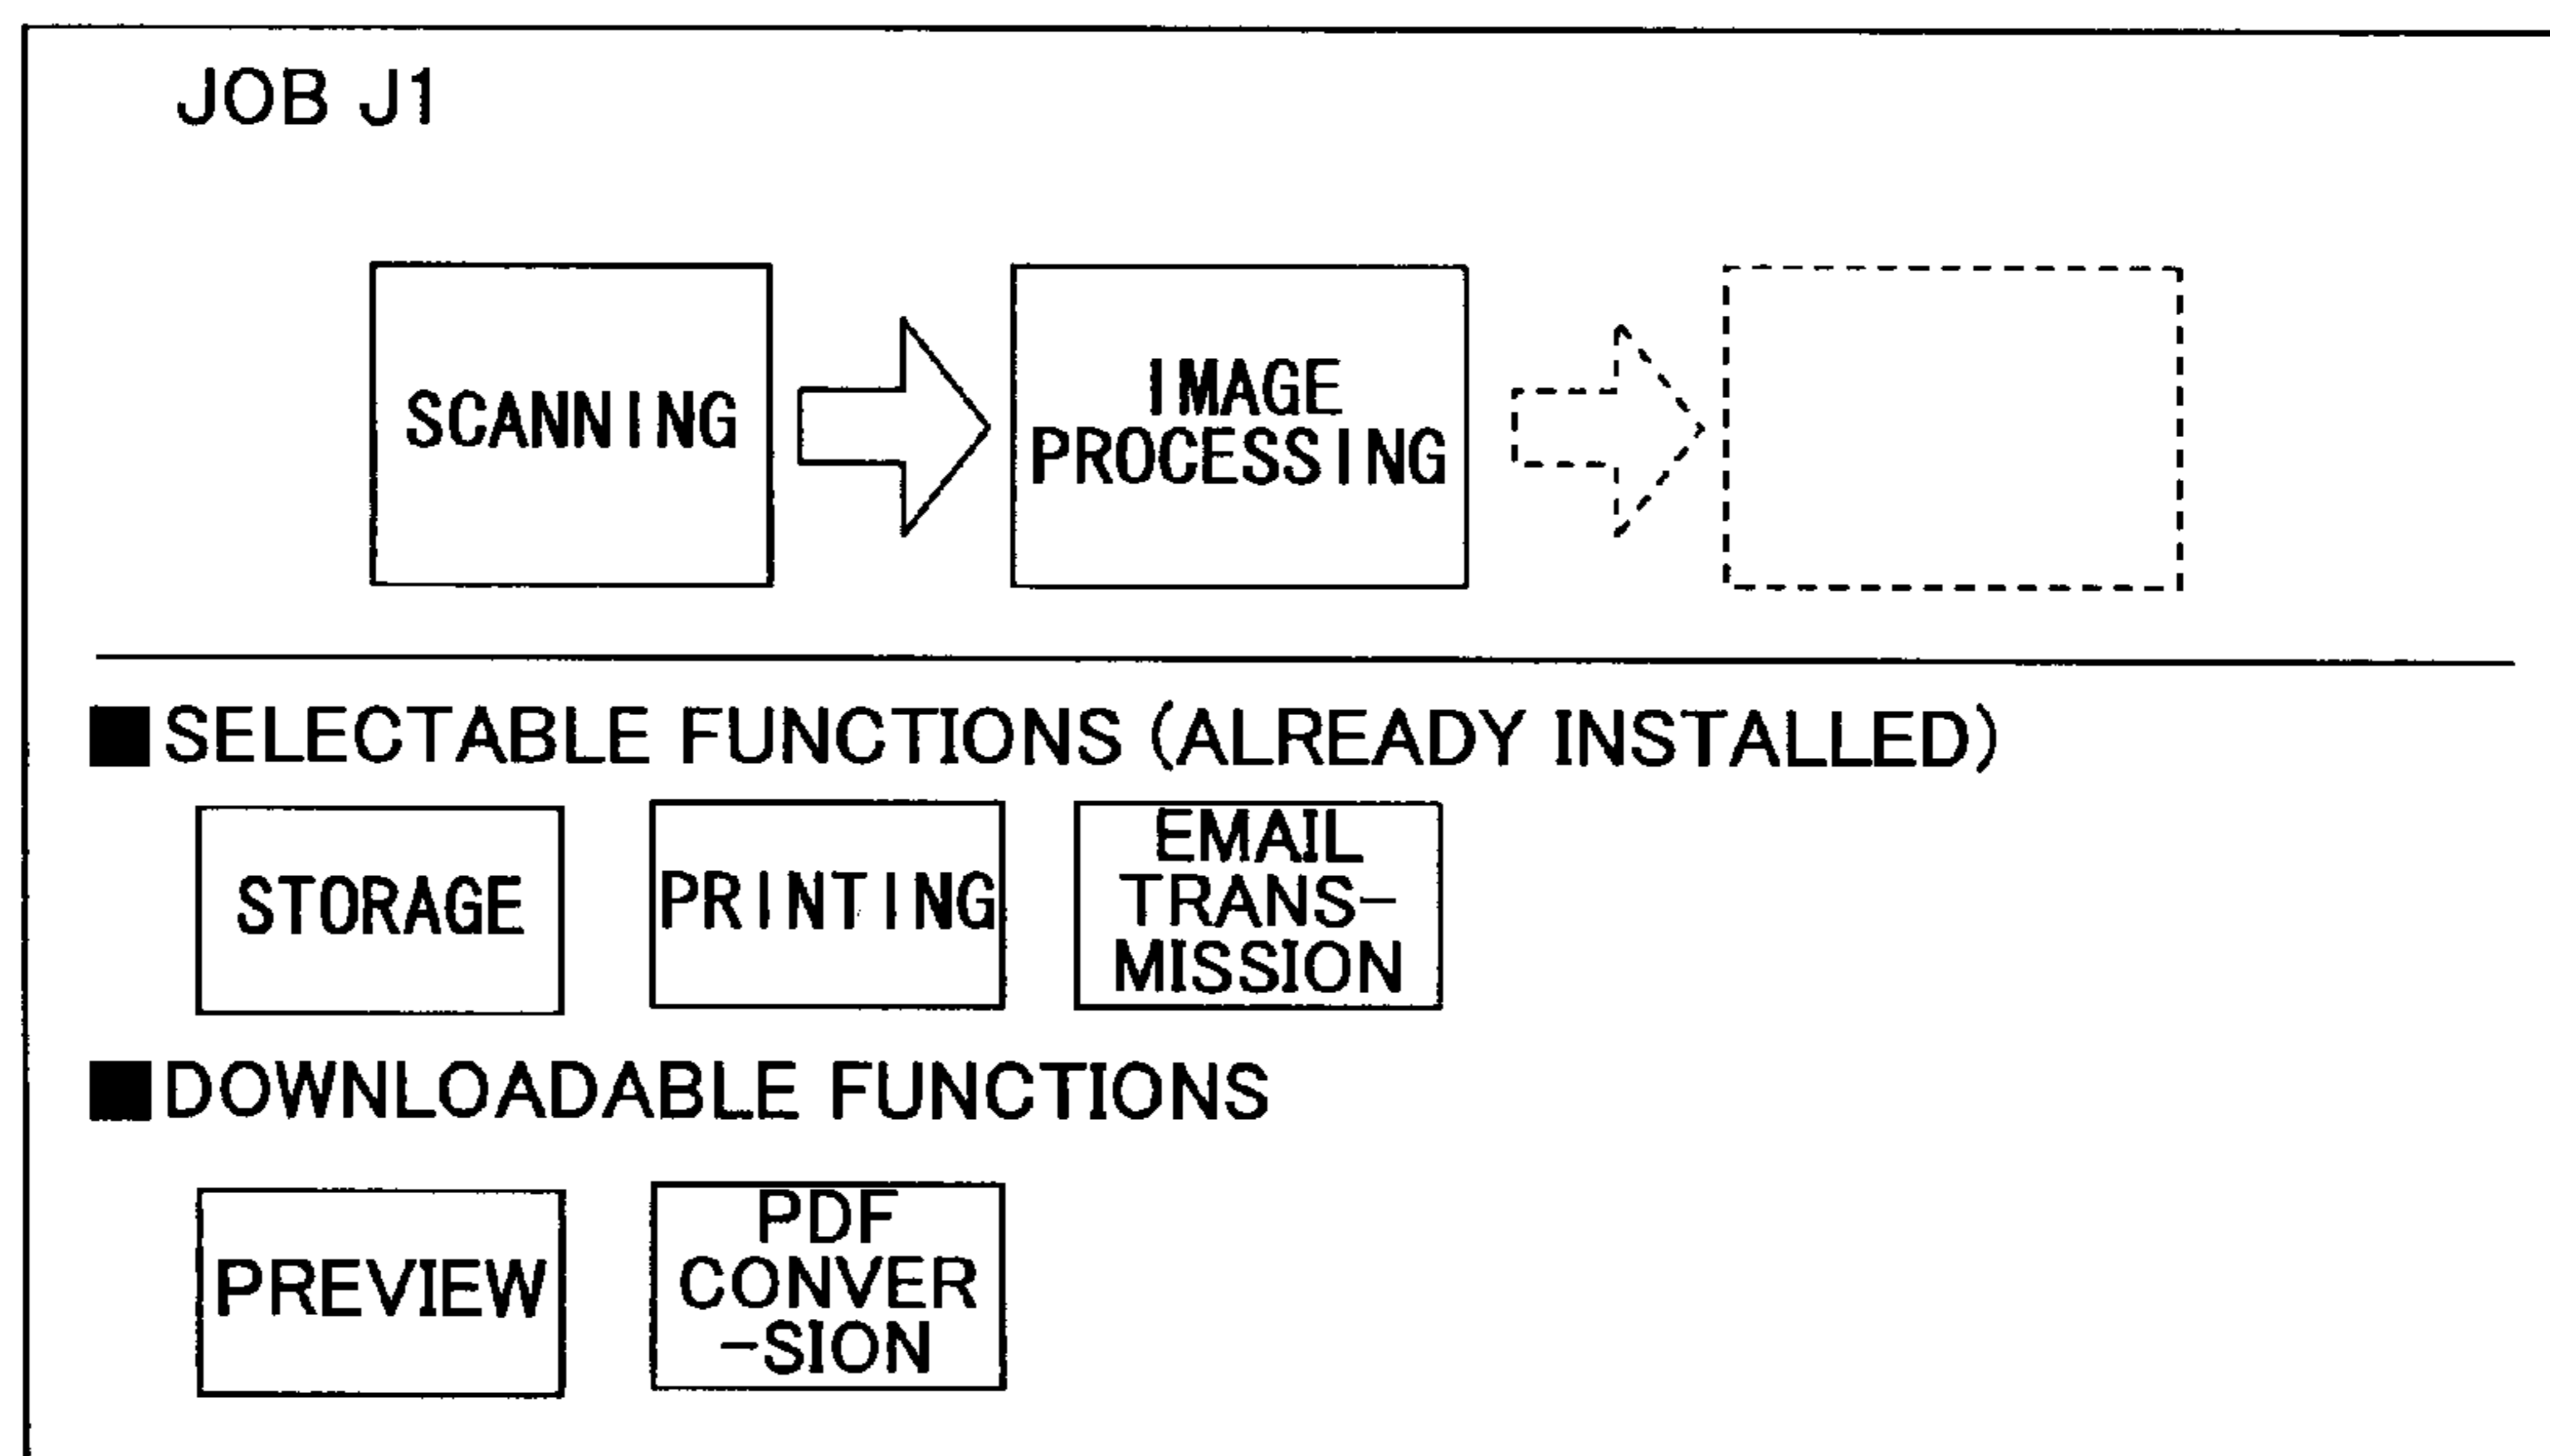 JOB J1
SCANNING
IMAGE
PROCESSING
■SELECTABLE FUNCTIONS (ALREADY INSTALLED)
STORAGE
PRINTING
EMAIL
TRANS-
MISSION
■DOWNLOADABLE FUNCTIONS
PREVIEW
PDF
CONVER
-SION